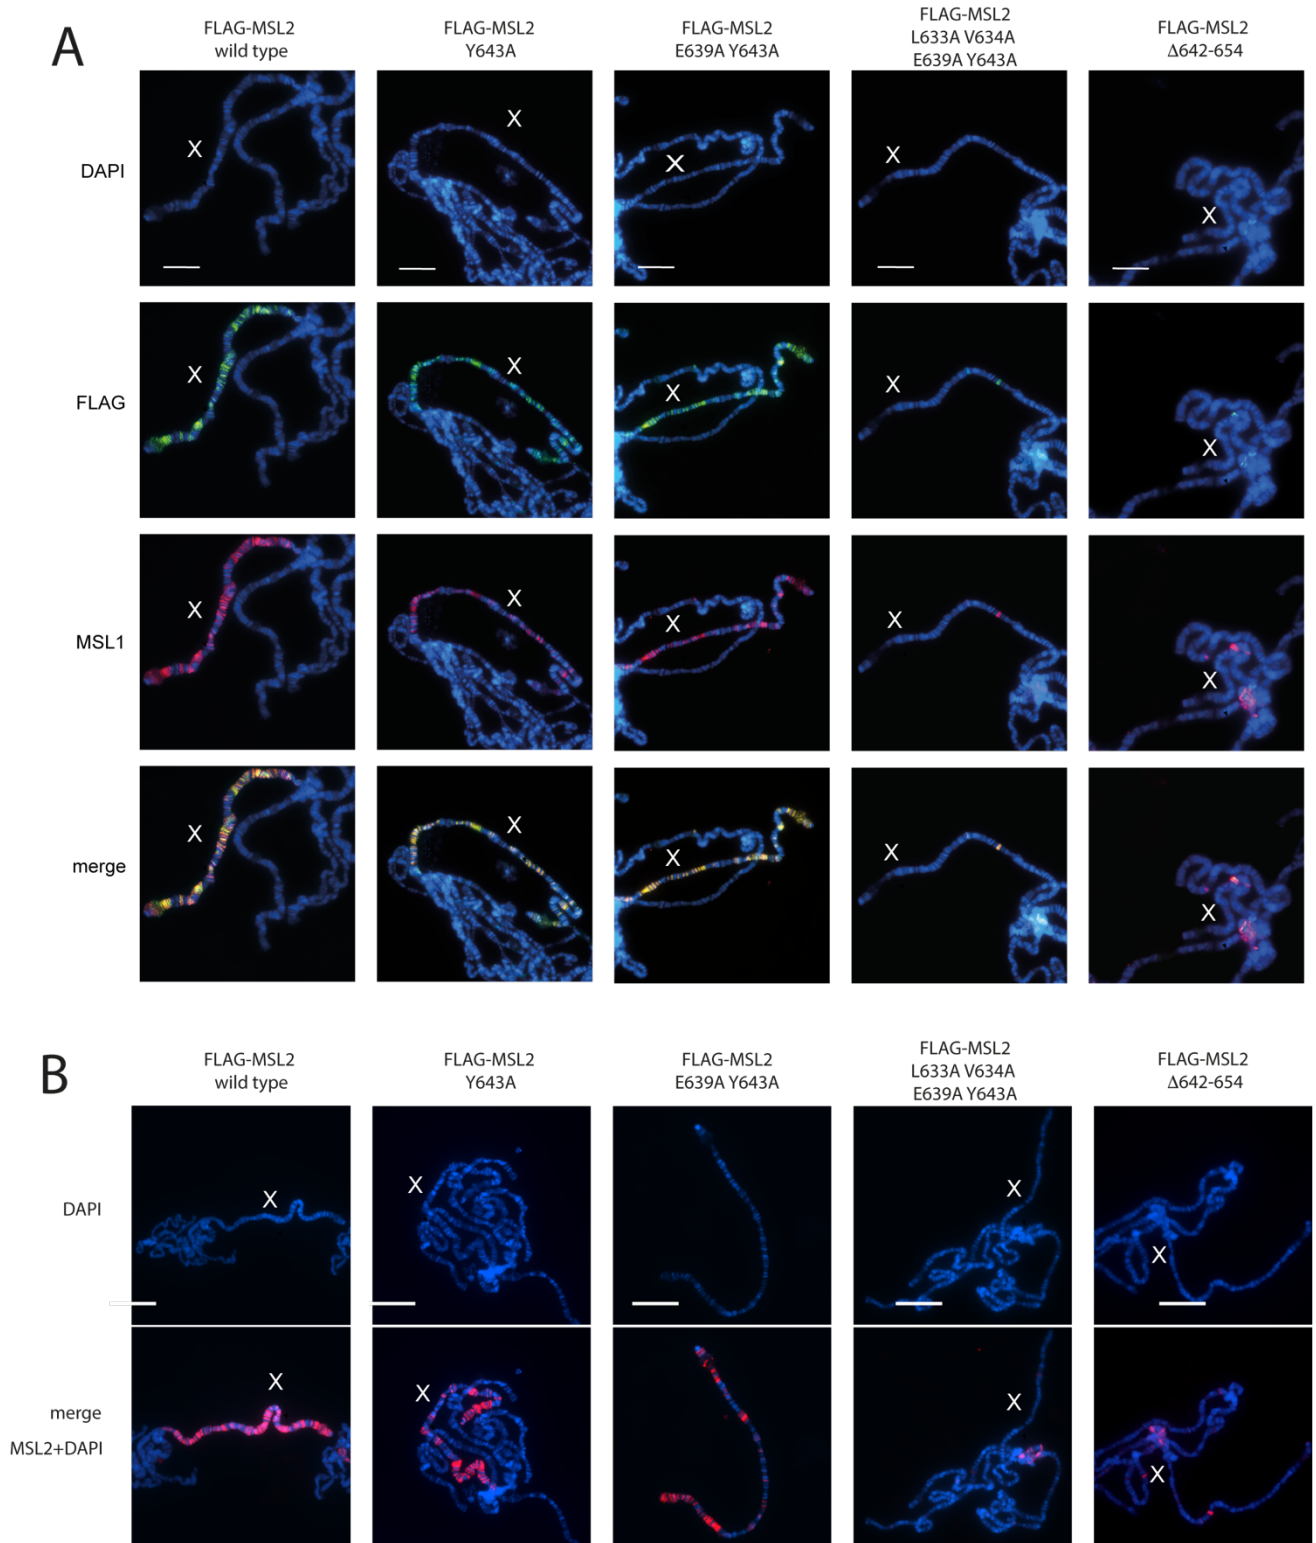 A
FLAG-MSL2
wild type
FLAG-MSL2
Y643A
FLAG-MSL2
E639A Y643A
FLAG-MSL2
L633A V634A
E639A Y643A
FLAG-MSL2
Δ642-654
DAPI
X
X
X
X
X
FLAG
X
X
X
X
X
MSL1
X
X
X
X
X
merge
X
X
X
X
X
B
FLAG-MSL2
wild type
FLAG-MSL2
Y643A
FLAG-MSL2
E639A Y643A
FLAG-MSL2
L633A V634A
E639A Y643A
FLAG-MSL2
Δ642-654
DAPI
X
X
X
X
merge
MSL2+DAPI
X
X
X
X